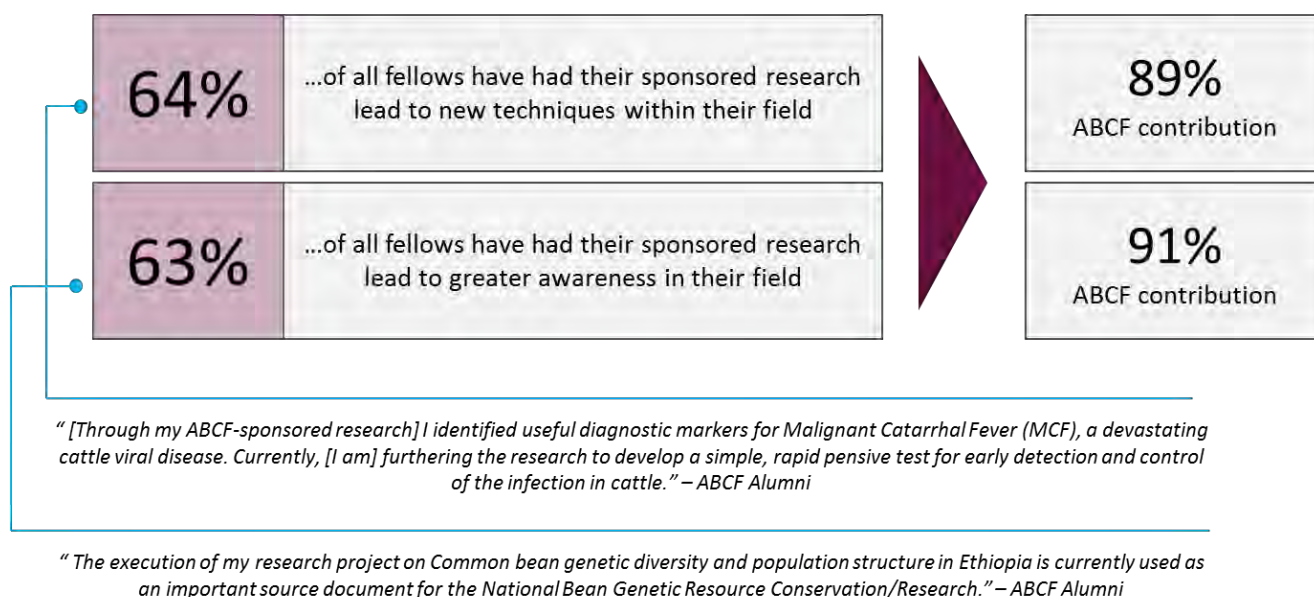 64%
...of all fellows have had their sponsored research
lead to new techniques within their field
89%
ABCF contribution
63%
...of all fellows have had their sponsored research
lead to greater awareness in their field
91%
ABCF contribution
“ [Through my ABCF-sponsored research] I identified useful diagnostic markers for Malignant Catarrhal Fever (MCF), a devastating
cattle viral disease. Currently, [I am] furthering the research to develop a simple, rapid pensive test for early detection and control
of the infection in cattle.” – ABCF Alumni
“ The execution of my research project on Common bean genetic diversity and population structure in Ethiopia is currently used as
an important source document for the National Bean Genetic Resource Conservation/Research.” – ABCF Alumni